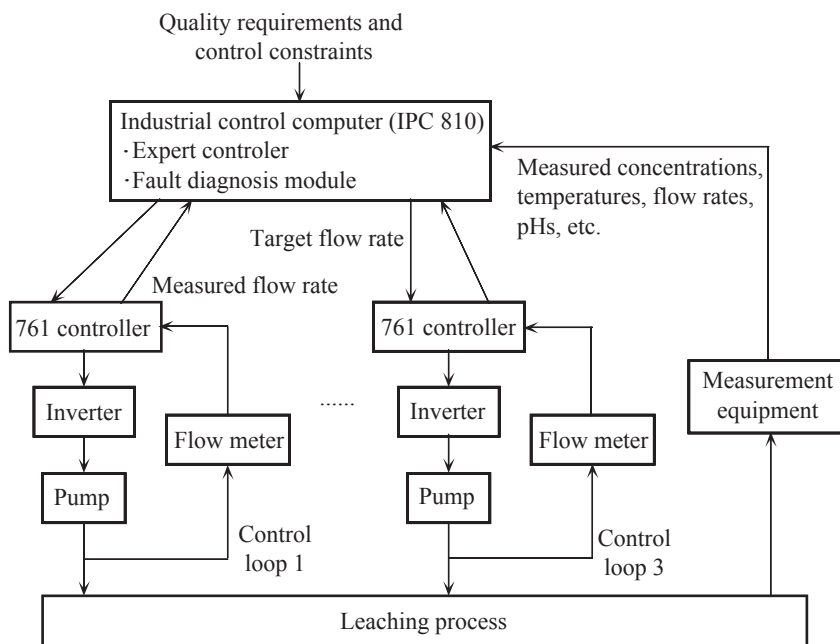 Quality requirements and
control constraints
Industrial control computer (IPC 810)
·Expert controler
·Fault diagnosis module
Measured concentrations,
temperatures, flow rates,
pHs, etc.
Target flow rate
Measured flow rate
761 controller
761 controller
Inverter
......
Inverter
Measurement
equipment
Flow meter
Flow meter
Pump
Pump
Control
loop 1
Control
loop 3
Leaching process